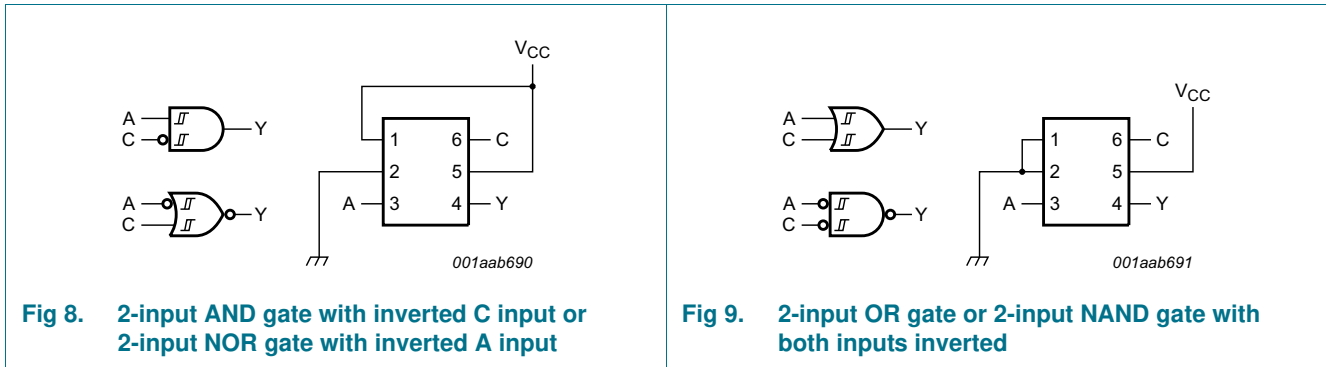 VCC
A
C
Y
A
C
Y
1 6 C
2 5
A 3 4 Y
001aab690
Fig 8. 2-input AND gate with inverted C input or
2-input NOR gate with inverted A input
VCC
A
C
Y
A
C
Y
1 6 C
2 5
A 3 4 Y
001aab691
Fig 9. 2-input OR gate or 2-input NAND gate with
both inputs inverted